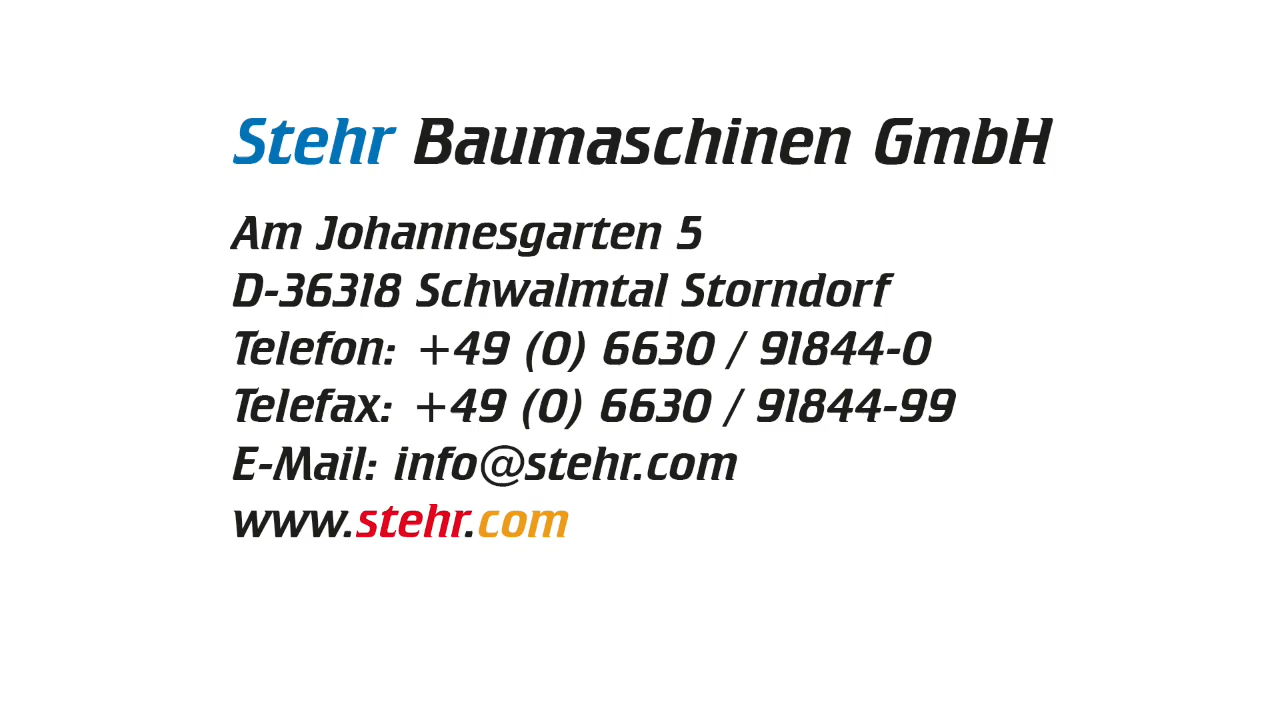 Stehr Baumaschinen GmbH
Am Johannesgarten 5
D-36318 Schwalmtal Storndorf
Telefon: +49 (0) 6630 / 91844-0
Telefax: +49 (0) 6630 / 91844-99
E-Mail: info@stehr.com
www.stehr.com